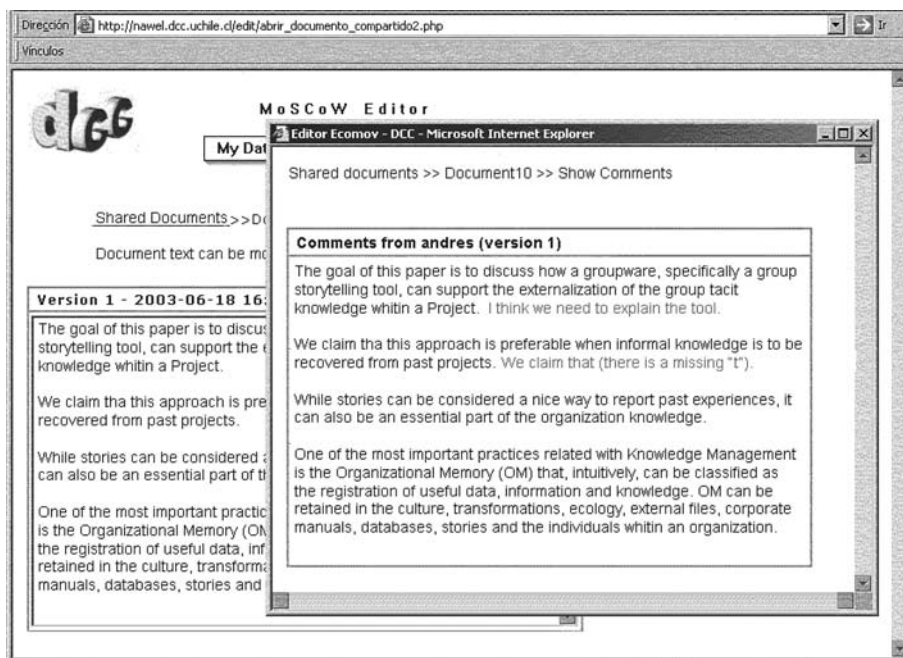 Dirección http://nawel.dcc.uchile.cl/edit/abrir_documento_compartido2.php Ir
Vínculos
dcc
MoSCoW Editor
My Dat
Shared Documents >>Do
Document text can be mo
Version 1 - 2003-06-18 16:
The goal of this paper is to discus
storytelling tool, can support the e
knowledge whitin a Project.
We claim tha this approach is pre
recovered from past projects.
While stories can be considered a
can also be an essential part of th
One of the most important practic
is the Organizational Memory (OM
the registration of useful data, inf
retained in the culture, transforma
manuals, databases, stories and
Editor Ecomov - DCC - Microsoft Internet Explorer
Shared documents >> Document10 >> Show Comments
Comments from andres (version 1)
The goal of this paper is to discuss how a groupware, specifically a group
storytelling tool, can support the externalization of the group tacit
knowledge whitin a Project. I think we need to explain the tool.
We claim tha this approach is preferable when informal knowledge is to be
recovered from past projects. We claim that (there is a missing "t").
While stories can be considered a nice way to report past experiences, it
can also be an essential part of the organization knowledge.
One of the most important practices related with Knowledge Management
is the Organizational Memory (OM) that, intuitively, can be classified as
the registration of useful data, information and knowledge. OM can be
retained in the culture, transformations, ecology, external files, corporate
manuals, databases, stories and the individuals whitin an organization.